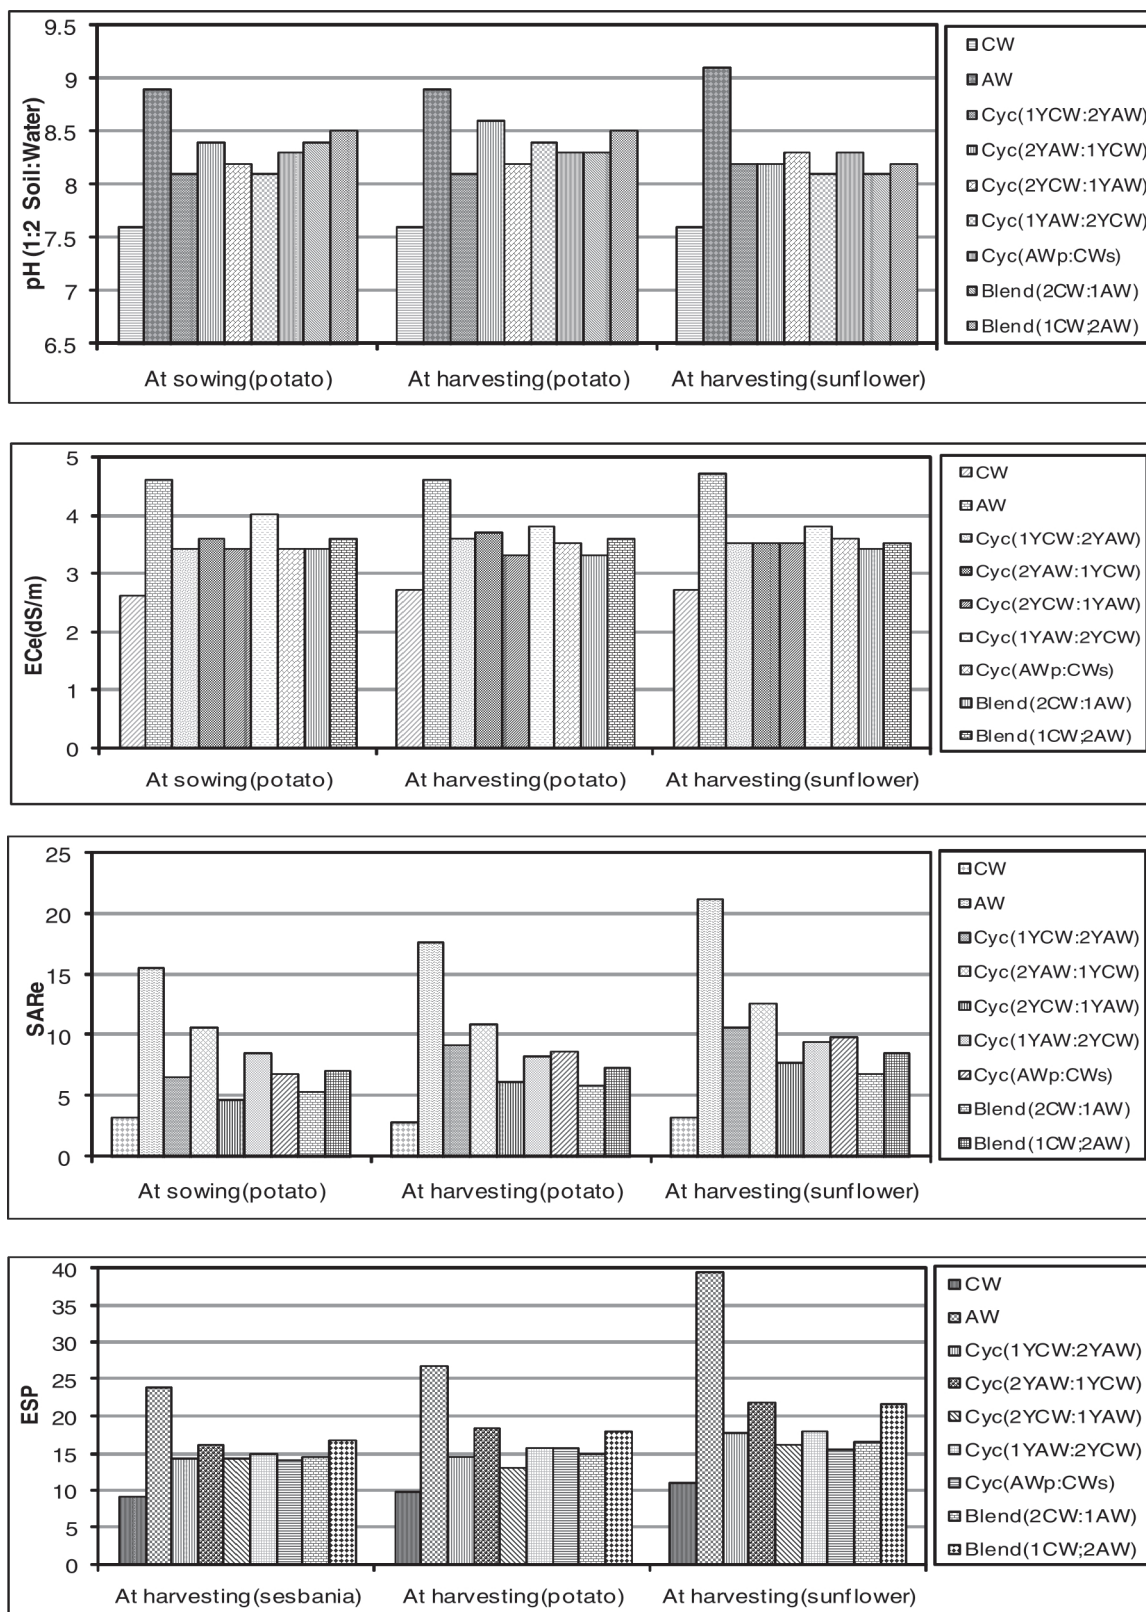 pH (1:2 Soil:Water)
9.5
9
8.5
8
7.5
7
6.5
At sowing(potato) At harvesting(potato) At harvesting(sunflower)
CW
AW
Cyc(1YCW:2YAW)
Cyc(2YAW:1YCW)
Cyc(2YCW:1YAW)
Cyc(1YAW:2YCW)
Cyc(AWp:CWs)
Blend(2CW:1AW)
Blend(1CW;2AW)
ECe(dS/m)
5
4
3
2
1
0
At sowing(potato) At harvesting(potato) At harvesting(sunflower)
CW
AW
Cyc(1YCW:2YAW)
Cyc(2YAW:1YCW)
Cyc(2YCW:1YAW)
Cyc(1YAW:2YCW)
Cyc(AWp:CWs)
Blend(2CW:1AW)
Blend(1CW;2AW)
SARe
25
20
15
10
5
0
At sowing(potato) At harvesting(potato) At harvesting(sunflower)
CW
AW
Cyc(1YCW:2YAW)
Cyc(2YAW:1YCW)
Cyc(2YCW:1YAW)
Cyc(1YAW:2YCW)
Cyc(AWp:CWs)
Blend(2CW:1AW)
Blend(1CW;2AW)
ESP
40
35
30
25
20
15
10
5
0
At harvesting(sesbania) At harvesting(potato) At harvesting(sunflower)
CW
AW
Cyc(1YCW:2YAW)
Cyc(2YAW:1YCW)
Cyc(2YCW:1YAW)
Cyc(1YAW:2YCW)
Cyc(AWp:CWs)
Blend(2CW:1AW)
Blend(1CW;2AW)